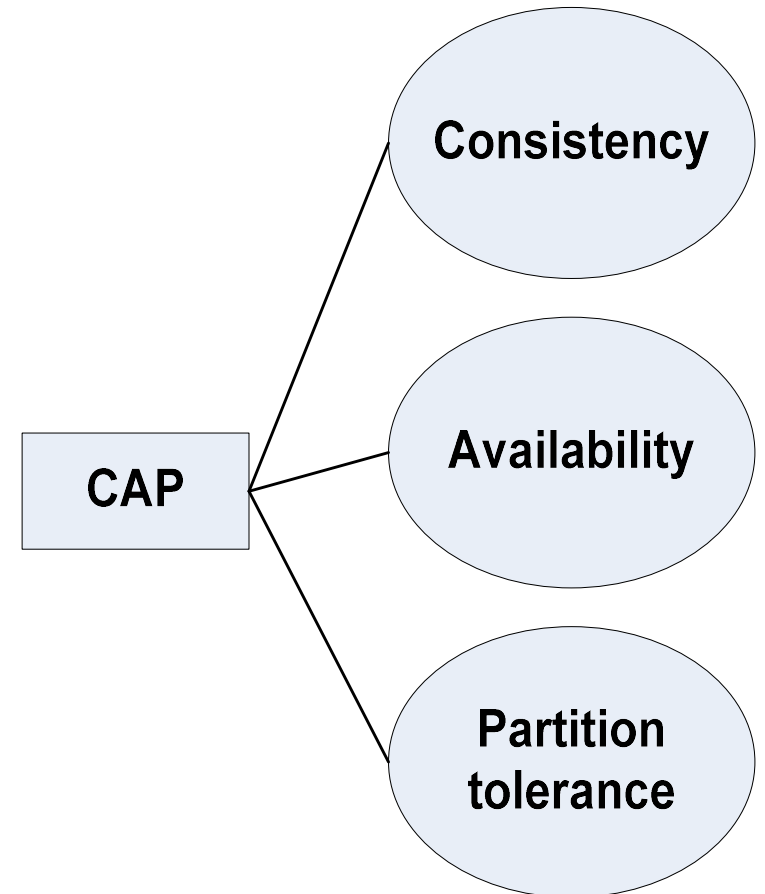 Consistency
Availability
CAP
Partition
tolerance